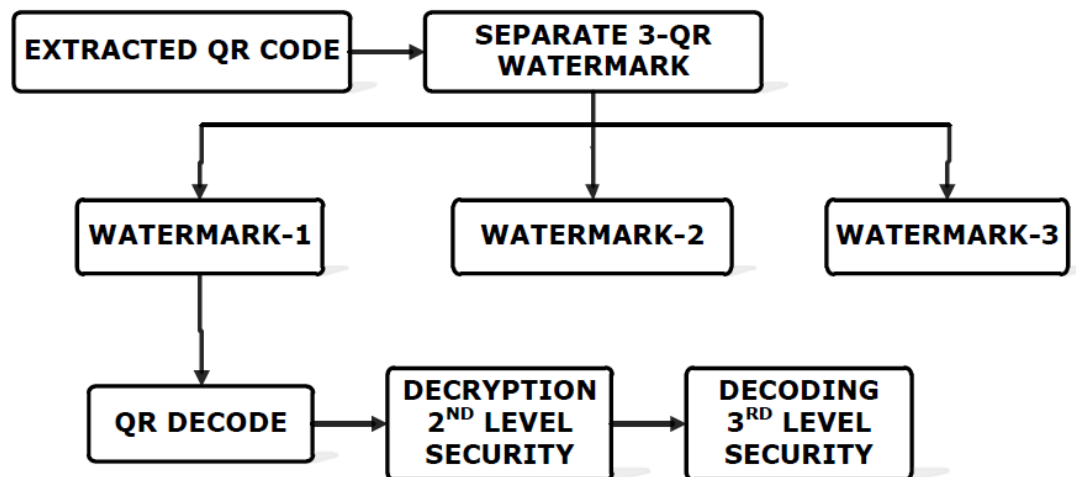 EXTRACTED QR CODE
SEPARATE 3-QR
WATERMARK
WATERMARK-1
WATERMARK-2
WATERMARK-3
QR DECODE
DECRYPTION
2ND LEVEL
SECURITY
DECODING
3RD LEVEL
SECURITY